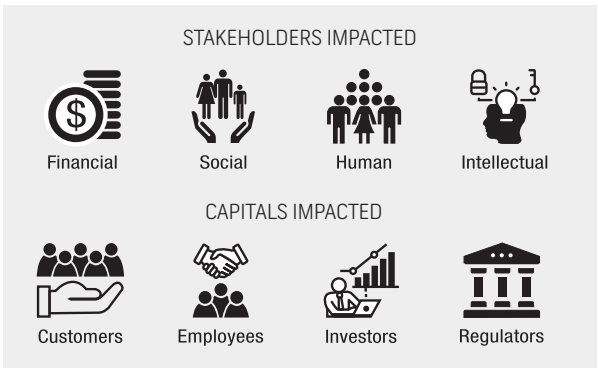 STAKEHOLDERS IMPACTED
$
Financial Social Human Intellectual
CAPITALS IMPACTED
Customers Employees Investors Regulators